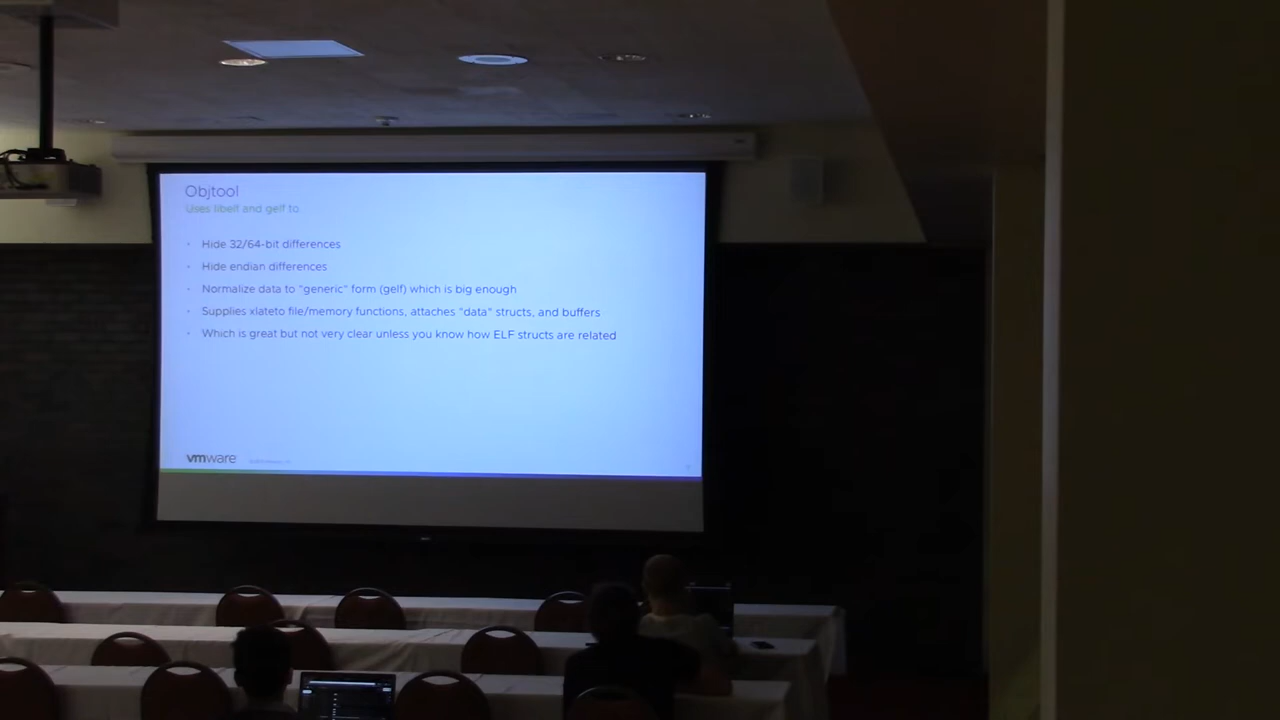 Objtool
Uses libelf and gelf to
· Hide 32/64-bit differences
· Hide endian differences
· Normalize data to "generic" form (gelf) which is big enough
· Supplies xlateto file/memory functions, attaches "data" structs, and buffers
· Which is great but not very clear unless you know how ELF structs are related
vmware